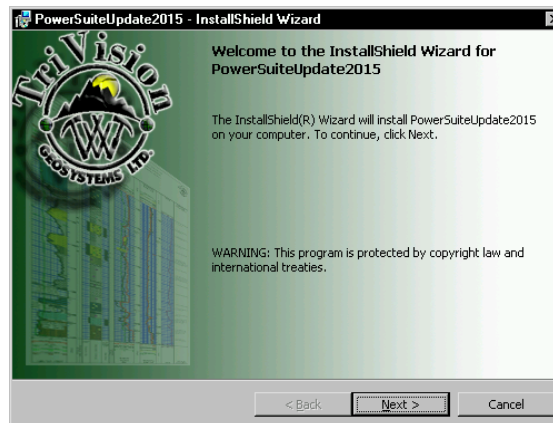 PowerSuiteUpdate2015 - InstallShield Wizard
TriVision
GEOSYSTEMS LTD.
Welcome to the InstallShield Wizard for
PowerSuiteUpdate2015
The InstallShield(R) Wizard will install PowerSuiteUpdate2015
on your computer. To continue, click Next.
WARNING: This program is protected by copyright law and
international treaties.
< Back
Next >
Cancel